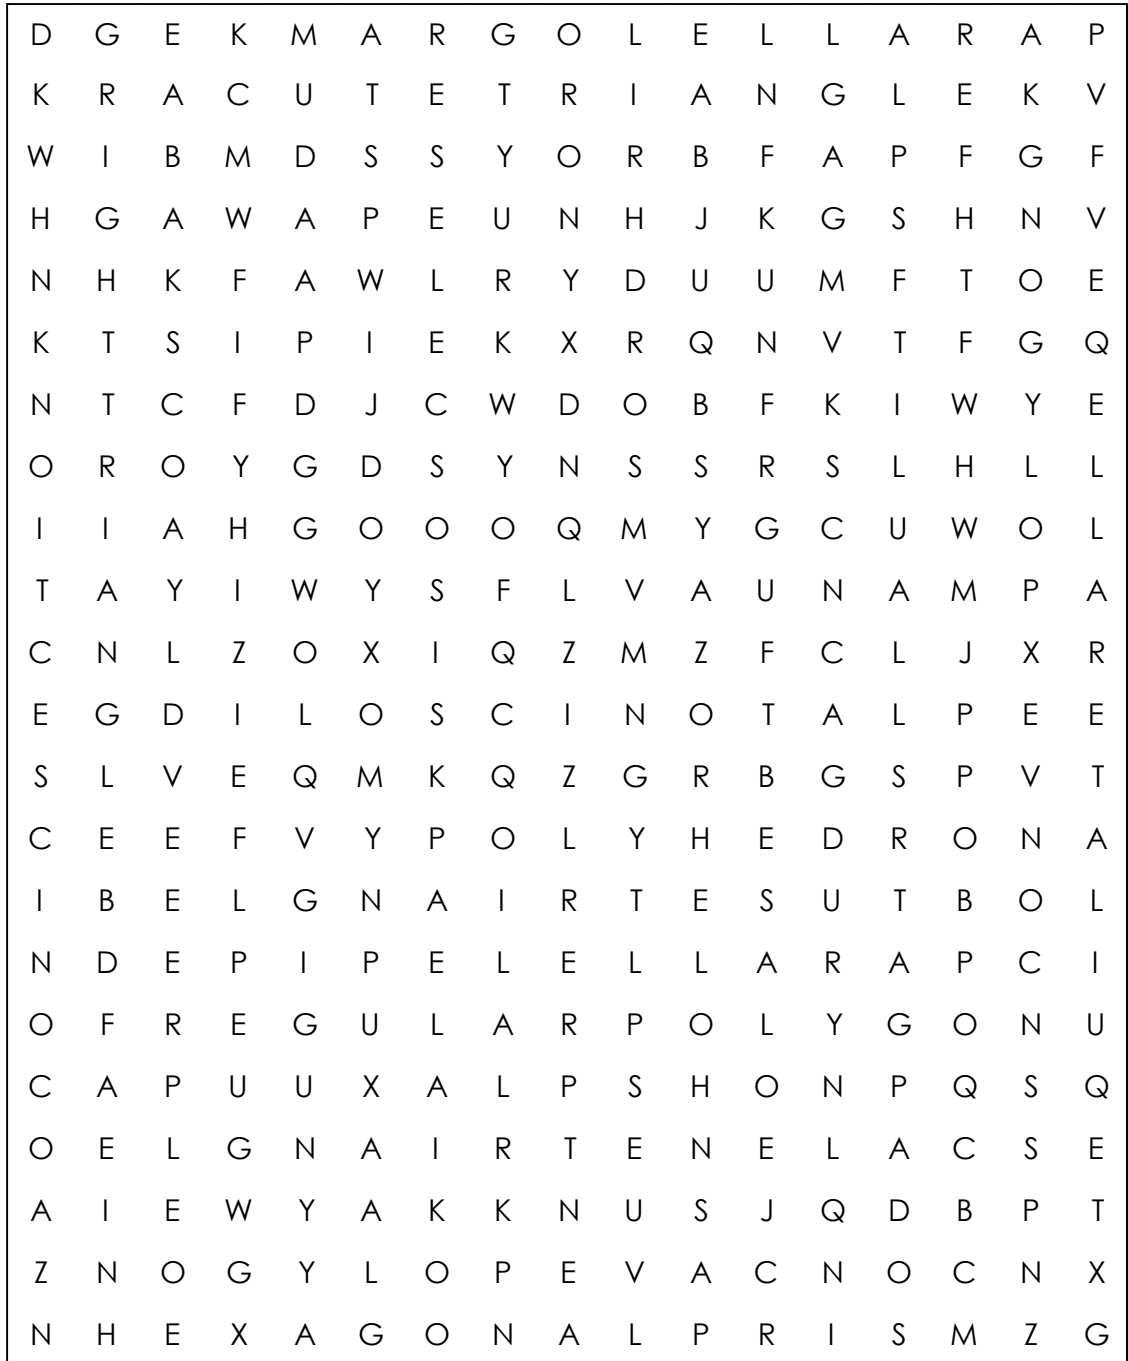 D G E K M A R G O L E L L A R A P
K R A C U T E T R I A N G L E K V
W I B M D S S Y O R B F A P F G F
H G A W A P E U N H J K G S H N V
N H K F A W L R Y D U U M F T O E
K T S I P I E K X R Q N V T F G Q
N T C F D J C W D O B F K I W Y E
O R O Y G D S Y N S S R S L H L L
I I A H G O O O Q M Y G C U W O L
T A Y I W Y S F L V A U N A M P A
C N L Z O X I Q Z M Z F C L J X R
E G D I L O S C I N O T A L P E E
S L V E Q M K Q Z G R B G S P V T
C E E F V Y P O L Y H E D R O N A
I B E L G N A I R T E S U T B O L
N D E P I P E L E L L A R A P C I
O F R E G U L A R P O L Y G O N U
C A P U U X A L P S H O N P Q S Q
O E L G N A I R T E N E L A C S E
A I E W Y A K K N U S J Q D B P T
Z N O G Y L O P E V A C N O C N X
N H E X A G O N A L P R I S M Z G